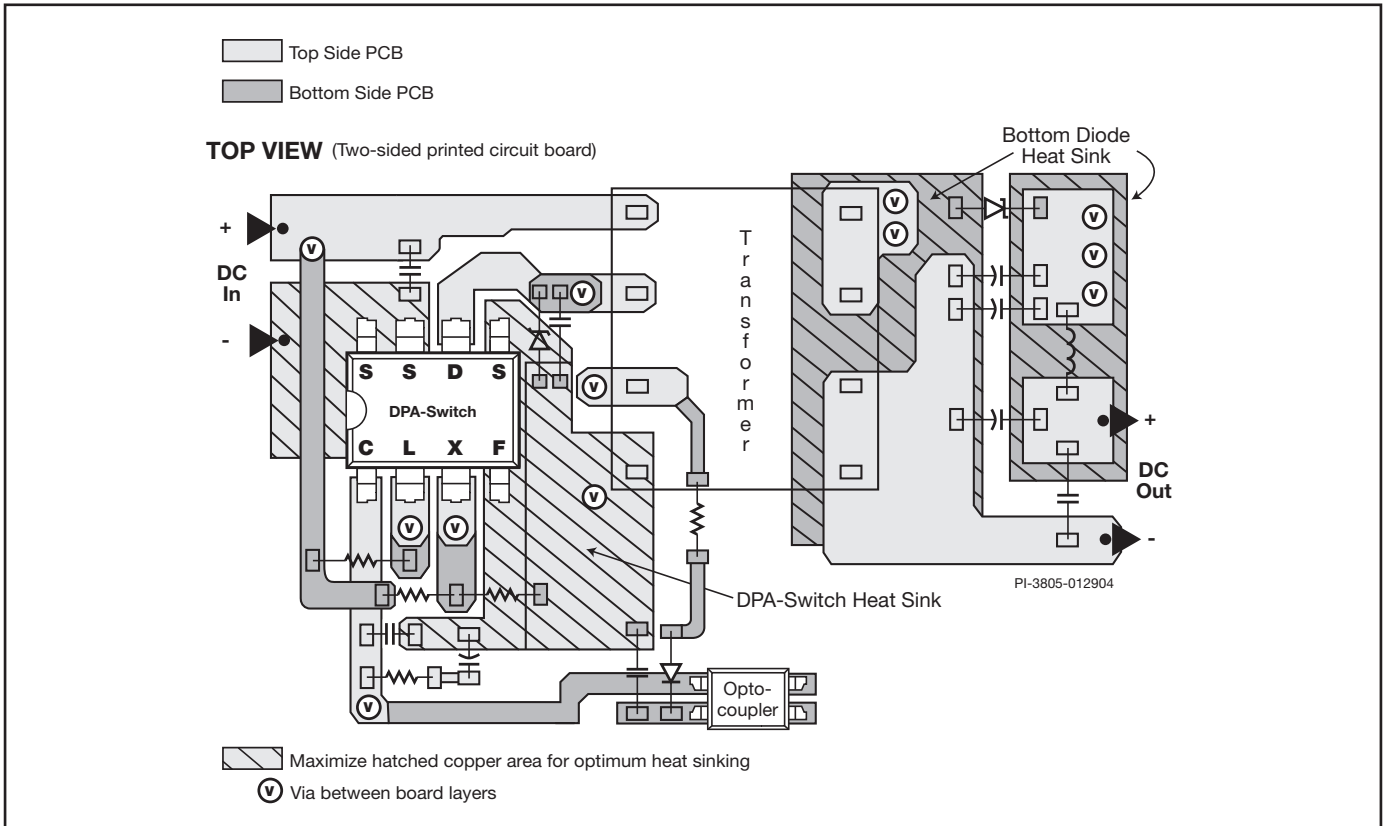 Top Side PCB
Bottom Side PCB
TOP VIEW (Two-sided printed circuit board)
Bottom Diode
Heat Sink
+
DC
In
-
V
V
V
V
V
V
V
V
V
V
V
V
S S D S
DPA-Switch
C L X F
Transformer
+
DC
Out
-
PI-3805-012904
DPA-Switch Heat Sink
Opto-
coupler
Maximize hatched copper area for optimum heat sinking
V Via between board layers